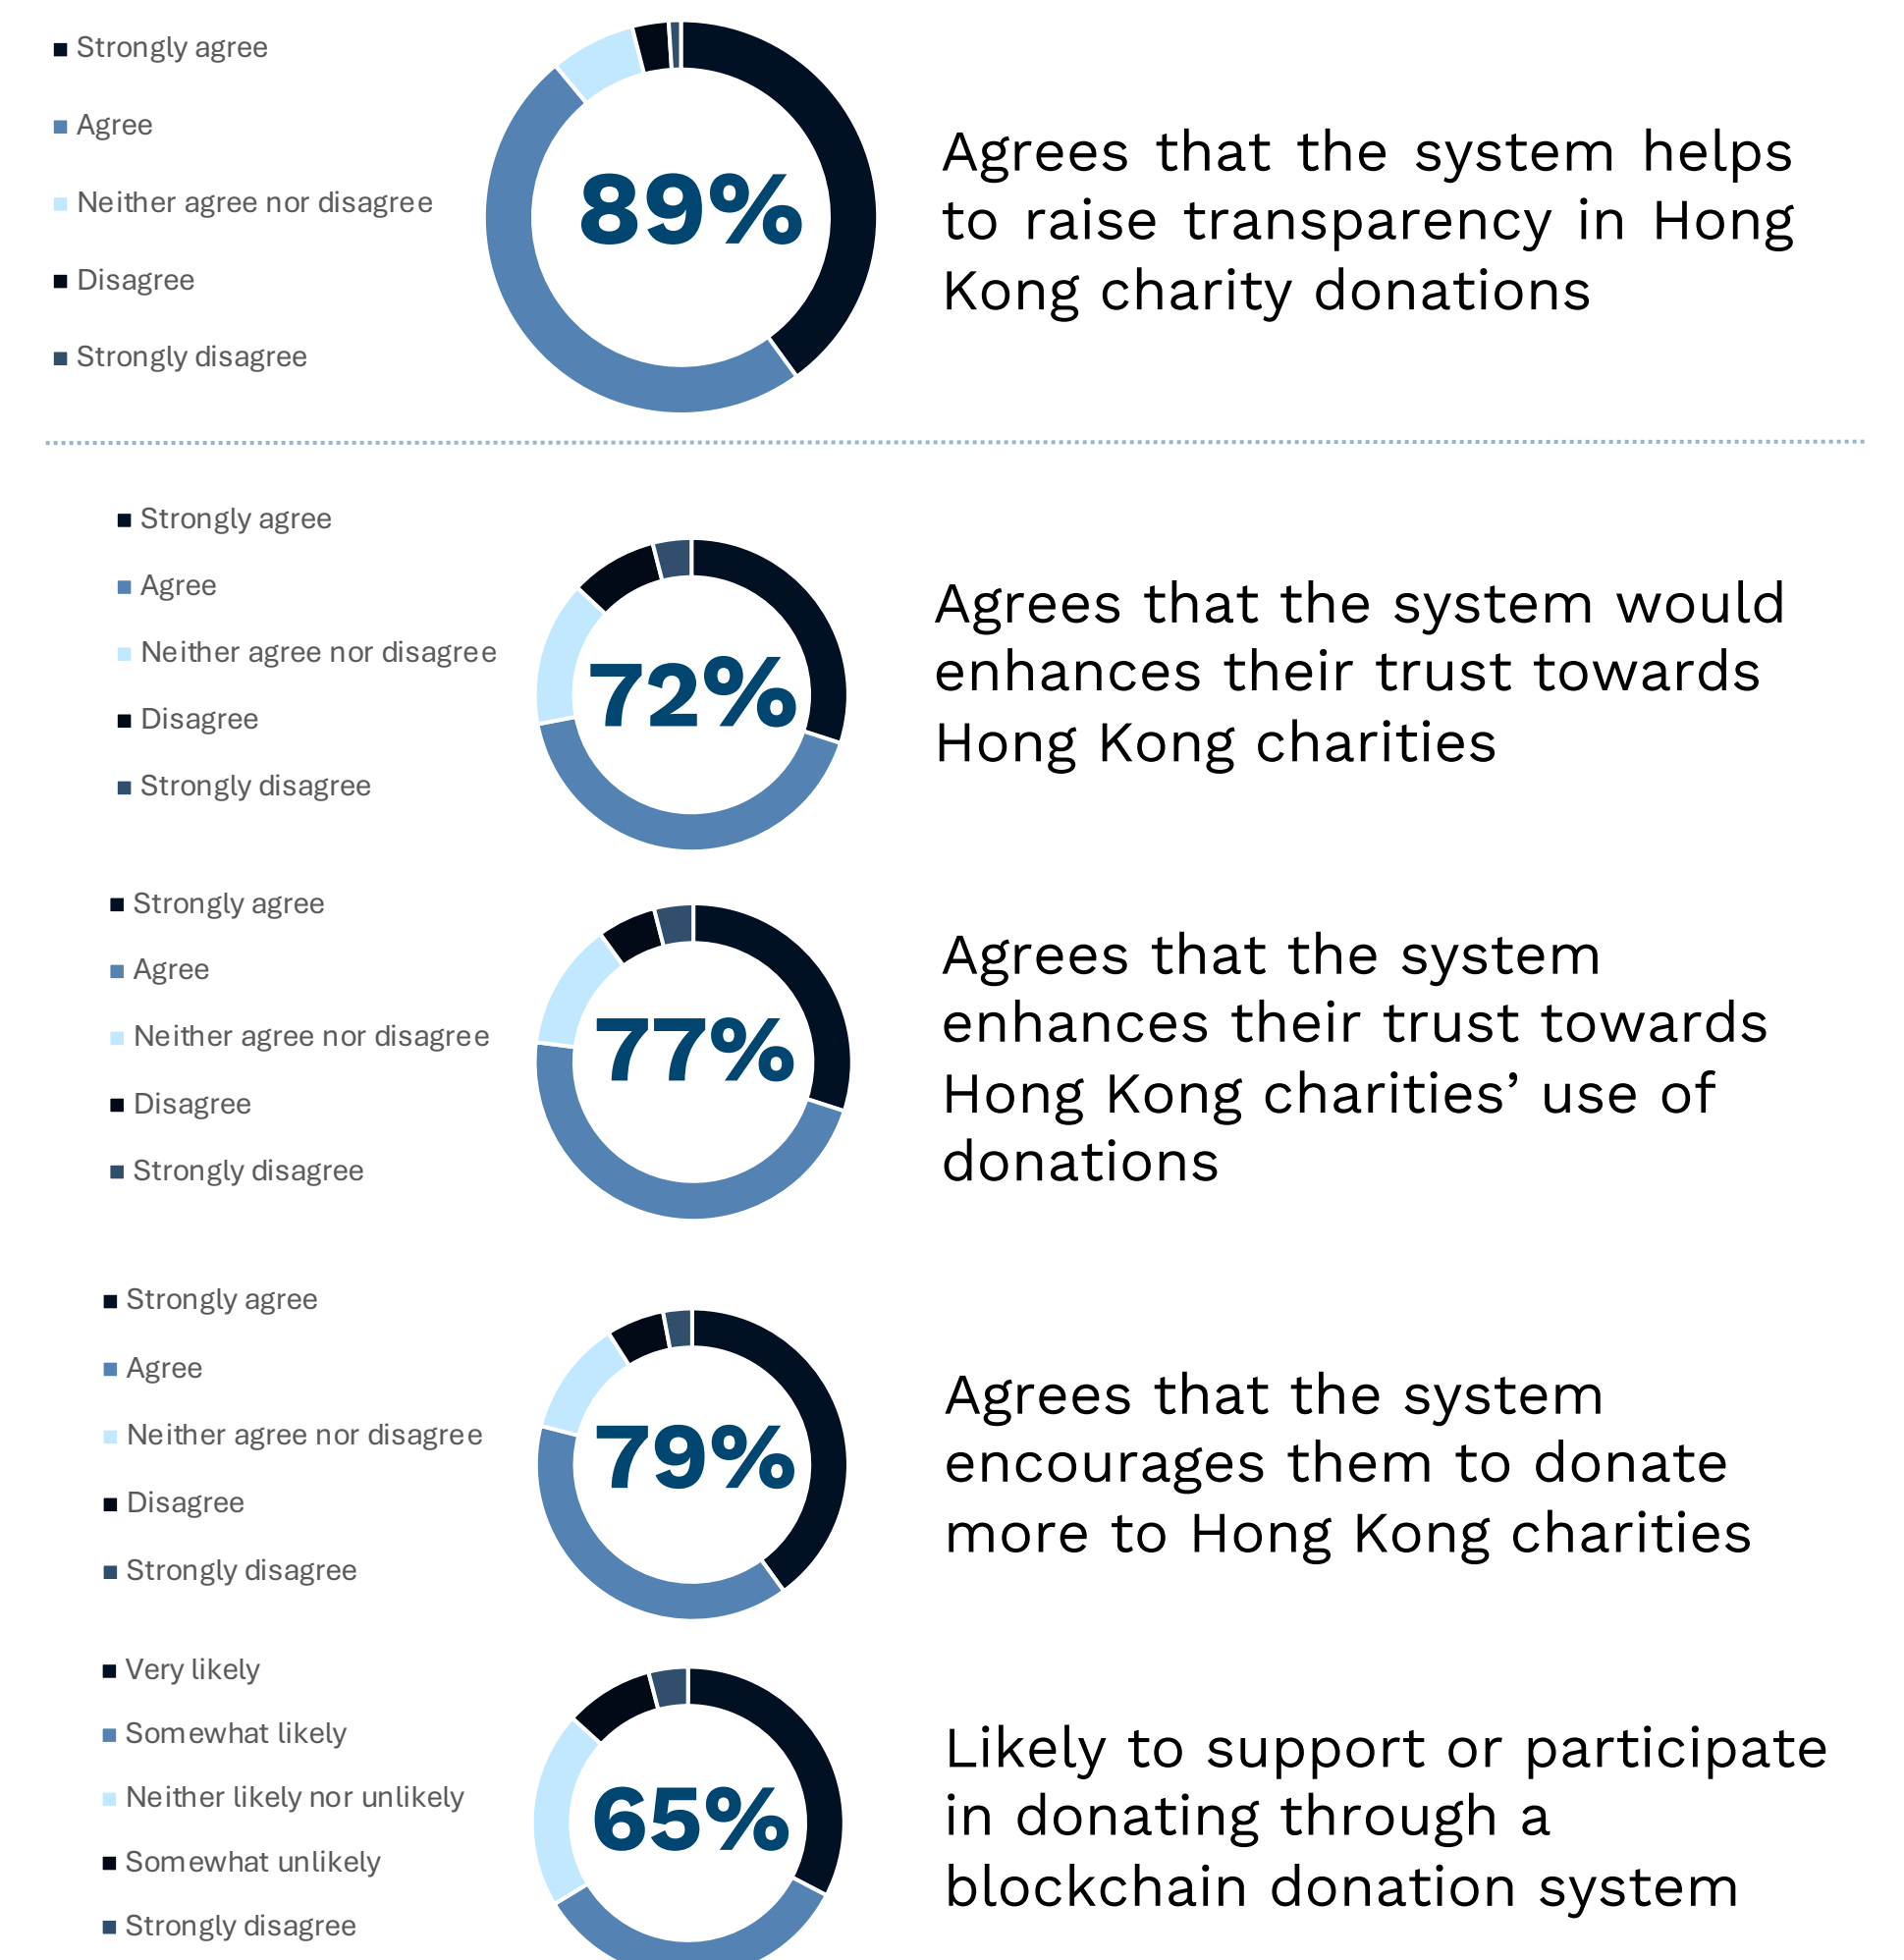 Strongly agree
Agree
Neither agree nor disagree
Disagree
Strongly disagree
89%
Agrees that the system helps
to raise transparency in Hong
Kong charity donations
Strongly agree
Agree
Neither agree nor disagree
Disagree
Strongly disagree
72%
Agrees that the system would
enhances their trust towards
Hong Kong charities
Strongly agree
Agree
Neither agree nor disagree
Disagree
Strongly disagree
77%
Agrees that the system
enhances their trust towards
Hong Kong charities’ use of
donations
Strongly agree
Agree
Neither agree nor disagree
Disagree
Strongly disagree
79%
Agrees that the system
encourages them to donate
more to Hong Kong charities
Very likely
Somewhat likely
Neither likely nor unlikely
Somewhat unlikely
Strongly disagree
65%
Likely to support or participate
in donating through a
blockchain donation system